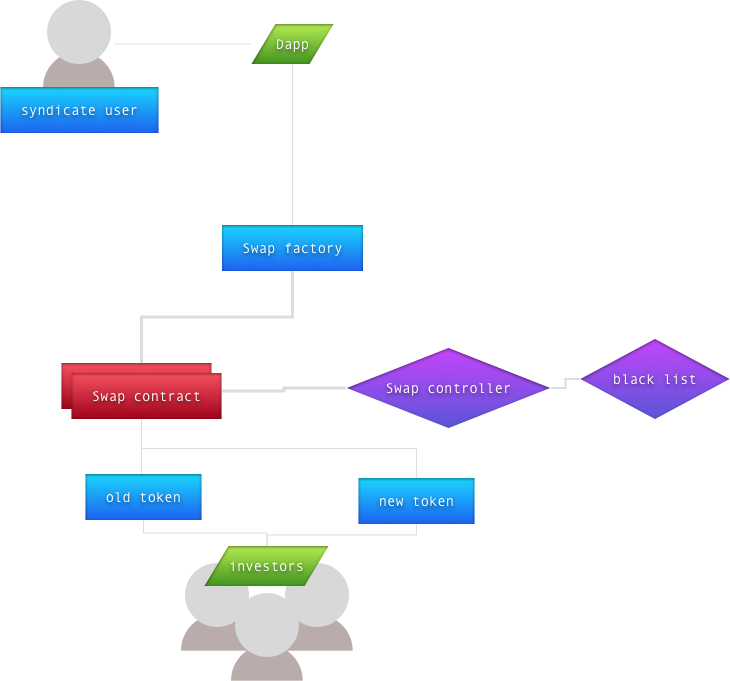 Dapp
syndicate user
Swap factory
Swap contract
Swap controller
black list
old token
new token
investors